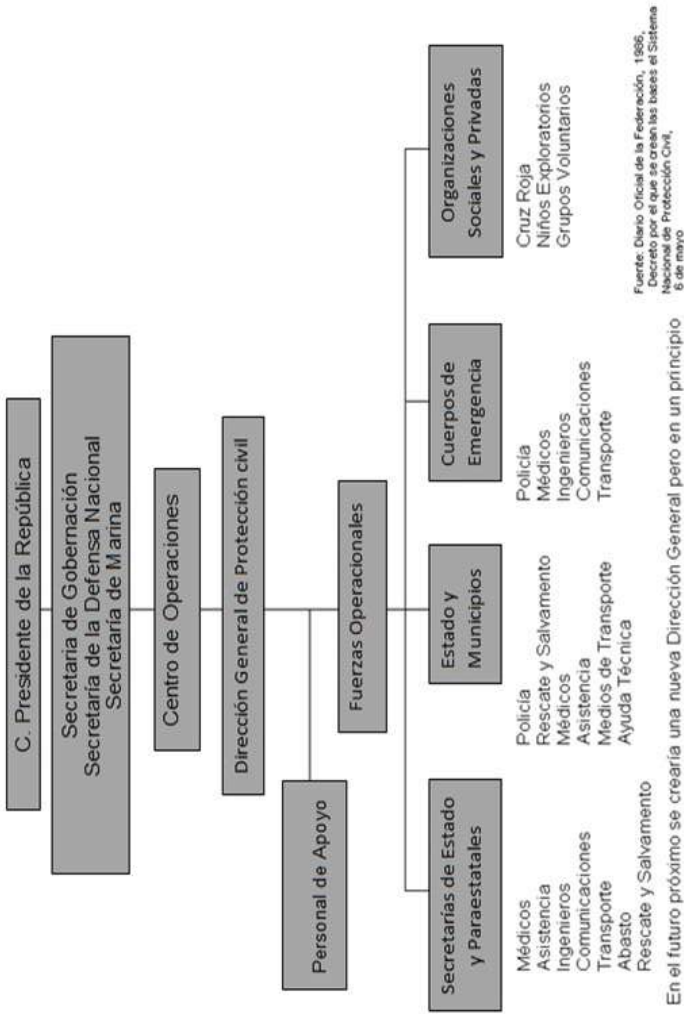 C. Presidente de la República
Secretaria de Gobernación
Secretaría de la Defensa Nacional
Secretaría de Marina
Centro de Operaciones
Dirección General de Protección civil
Personal de Apoyo
Fuerzas Operacionales
Secretarías de Estado
y Paraestatales
Médicos
Asistencia
Ingenieros
Comunicaciones
Transporte
Abasto
Rescate y Salvamento
Estado y
Municipios
Policía
Rescate y Salvamento
Médicos
Asistencia
Medios de Transporte
Ayuda Técnica
Cuerpos de
Emergencia
Policía
Médicos
Ingenieros
Comunicaciones
Transporte
Organizaciones
Sociales y Privadas
Cruz Roja
Niños Exploratorios
Grupos Voluntarios
En el futuro próximo se crearía una nueva Dirección General pero en un principio
Fuente: Diario Oficial de la Federación, 1986,
Decreto por el que se crean las bases el Sistema
Nacional de Protección Civil,
6 de mayo